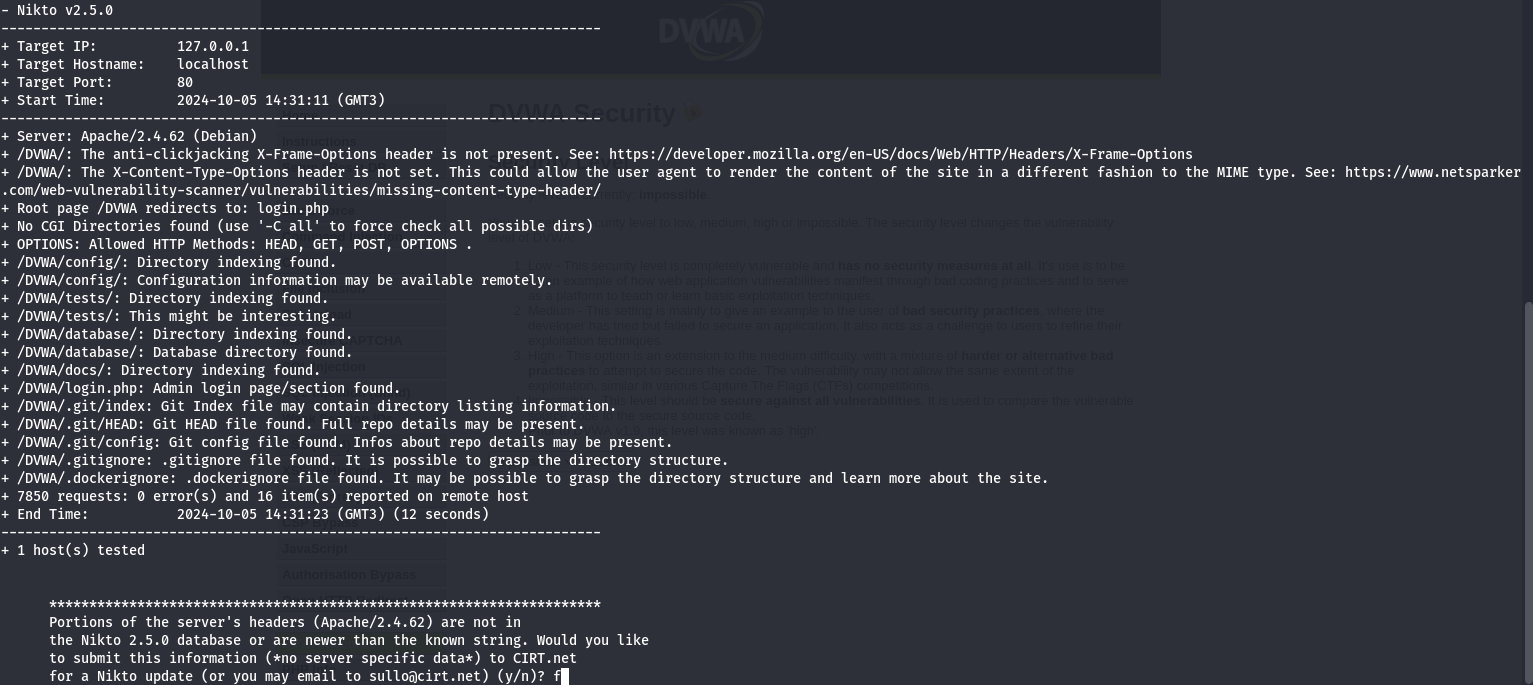 - Nikto v2.5.0
---------------------------------------------------------------------------
+ Target IP:          127.0.0.1
+ Target Hostname:    localhost
+ Target Port:        80
+ Start Time:         2024-10-05 14:31:11 (GMT3)
---------------------------------------------------------------------------
+ Server: Apache/2.4.62 (Debian)
+ /DVWA/: The anti-clickjacking X-Frame-Options header is not present. See: https://developer.mozilla.org/en-US/docs/Web/HTTP/Headers/X-Frame-Options
+ /DVWA/: The X-Content-Type-Options header is not set. This could allow the user agent to render the content of the site in a different fashion to the MIME type. See: https://www.netsparker
.com/web-vulnerability-scanner/vulnerabilities/missing-content-type-header/
+ Root page /DVWA redirects to: login.php
+ No CGI Directories found (use '-C all' to force check all possible dirs)
+ OPTIONS: Allowed HTTP Methods: HEAD, GET, POST, OPTIONS .
+ /DVWA/config/: Directory indexing found.
+ /DVWA/config/: Configuration information may be available remotely.
+ /DVWA/tests/: Directory indexing found.
+ /DVWA/tests/: This might be interesting.
+ /DVWA/database/: Directory indexing found.
+ /DVWA/database/: Database directory found.
+ /DVWA/docs/: Directory indexing found.
+ /DVWA/login.php: Admin login page/section found.
+ /DVWA/.git/index: Git Index file may contain directory listing information.
+ /DVWA/.git/HEAD: Git HEAD file found. Full repo details may be present.
+ /DVWA/.git/config: Git config file found. Infos about repo details may be present.
+ /DVWA/.gitignore: .gitignore file found. It is possible to grasp the directory structure.
+ /DVWA/.dockerignore: .dockerignore file found. It may be possible to grasp the directory structure and learn more about the site.
+ 7850 requests: 0 error(s) and 16 item(s) reported on remote host
+ End Time:           2024-10-05 14:31:23 (GMT3) (12 seconds)
---------------------------------------------------------------------------
+ 1 host(s) tested
*********************************************************************
Portions of the server's headers (Apache/2.4.62) are not in
the Nikto 2.5.0 database or are newer than the known string. Would you like
to submit this information (*no server specific data*) to CIRT.net
for a Nikto update (or you may email to sullo@cirt.net) (y/n)? f
DVWA
DVWA Security
Instructions
JavaScript
Authorisation Bypass